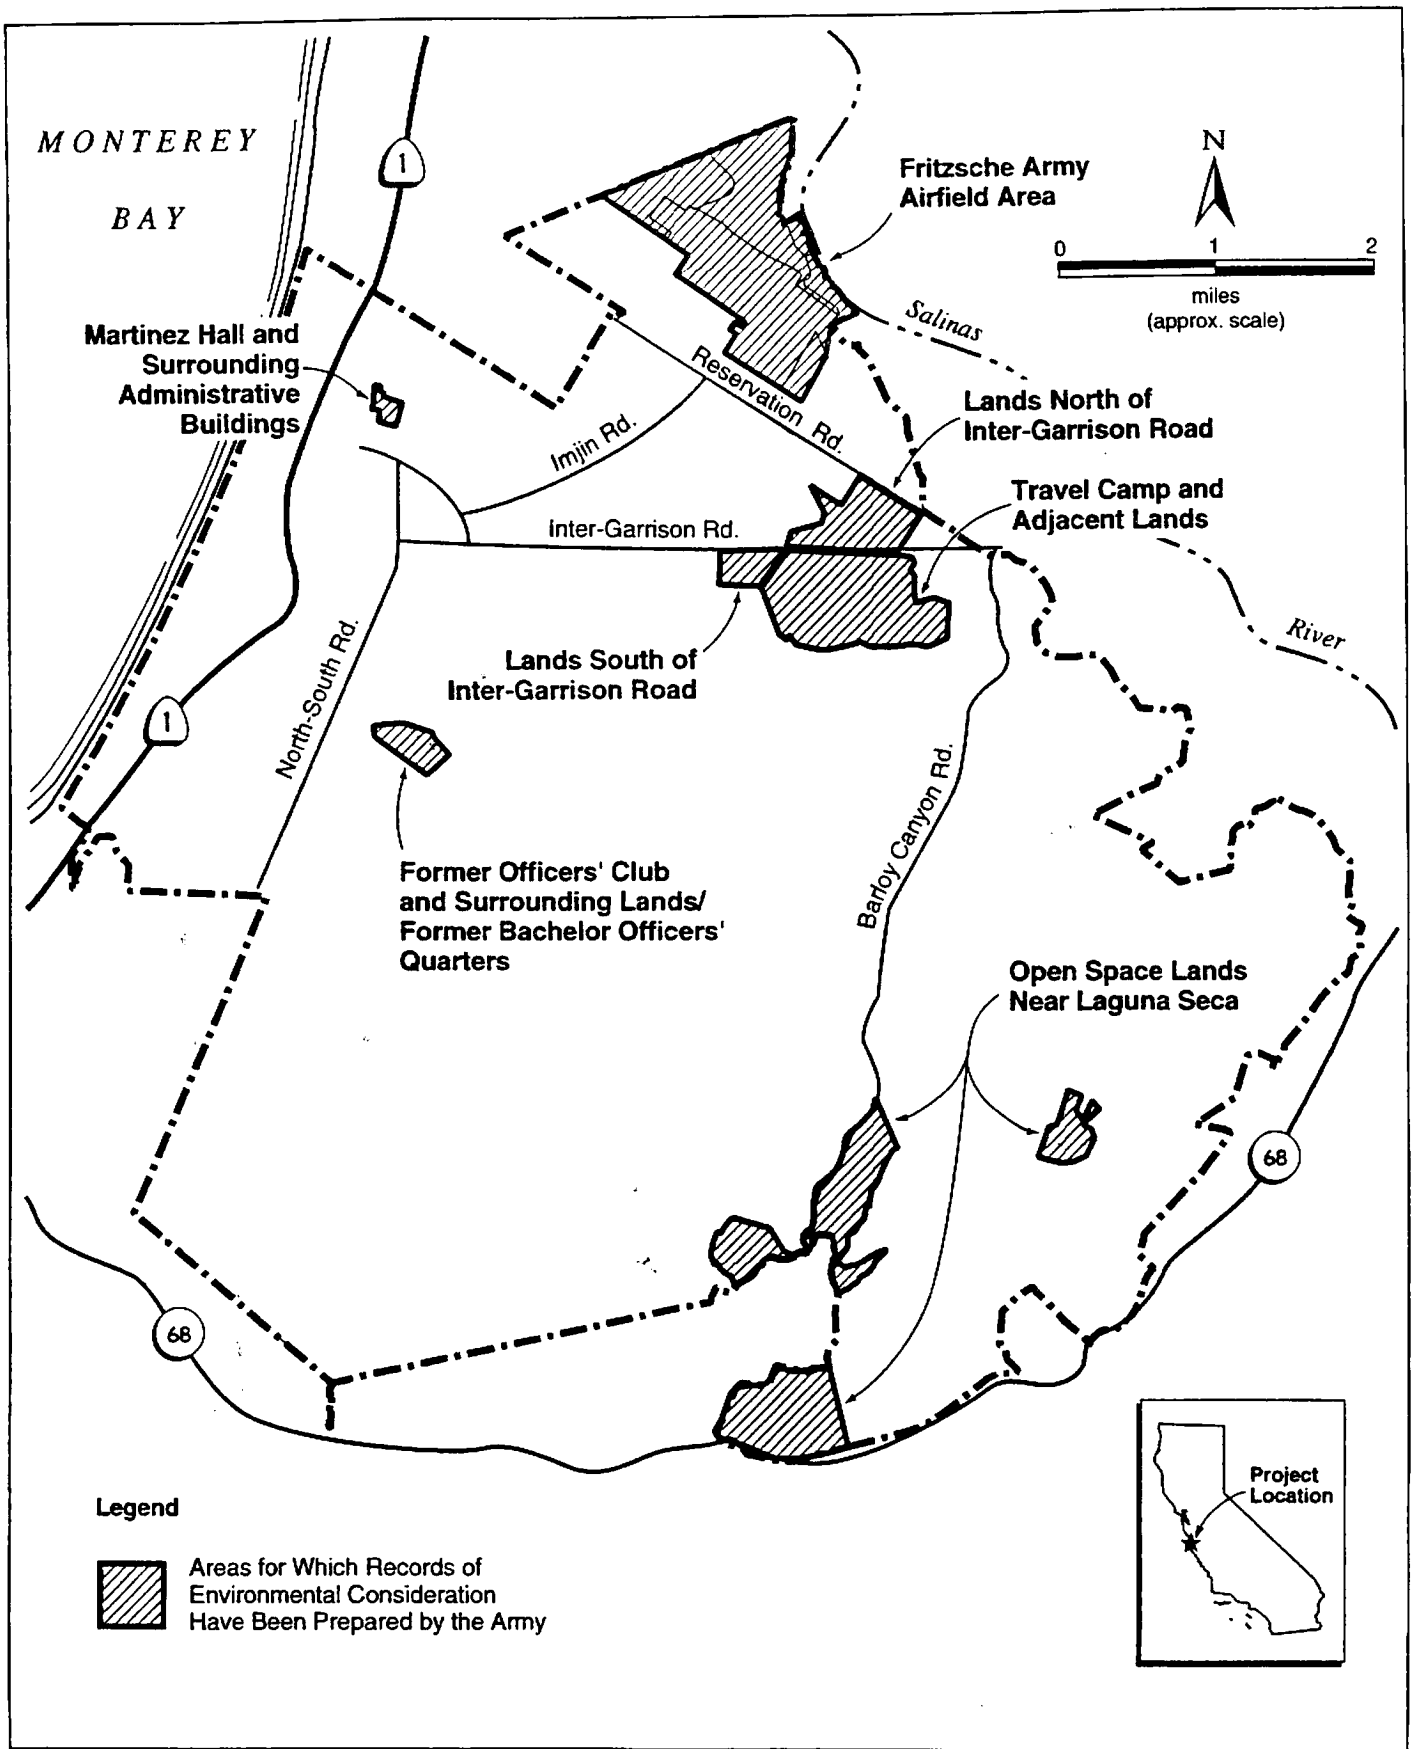 MONTEREY
BAY
1
Fritzsche Army
Airfield Area
N
0 1 2
miles
(approx. scale)
Salinas
Martinez Hall and
Surrounding
Administrative
Buildings
Reservation Rd.
Imjin Rd.
Lands North of
Inter-Garrison Road
Travel Camp and
Adjacent Lands
Inter-Garrison Rd.
River
Lands South of
Inter-Garrison Road
North-South Rd.
1
Barloy Canyon Rd.
Former Officers' Club
and Surrounding Lands/
Former Bachelor Officers'
Quarters
Open Space Lands
Near Laguna Seca
68
68
Project
Location
Legend
Areas for Which Records of
Environmental Consideration
Have Been Prepared by the Army